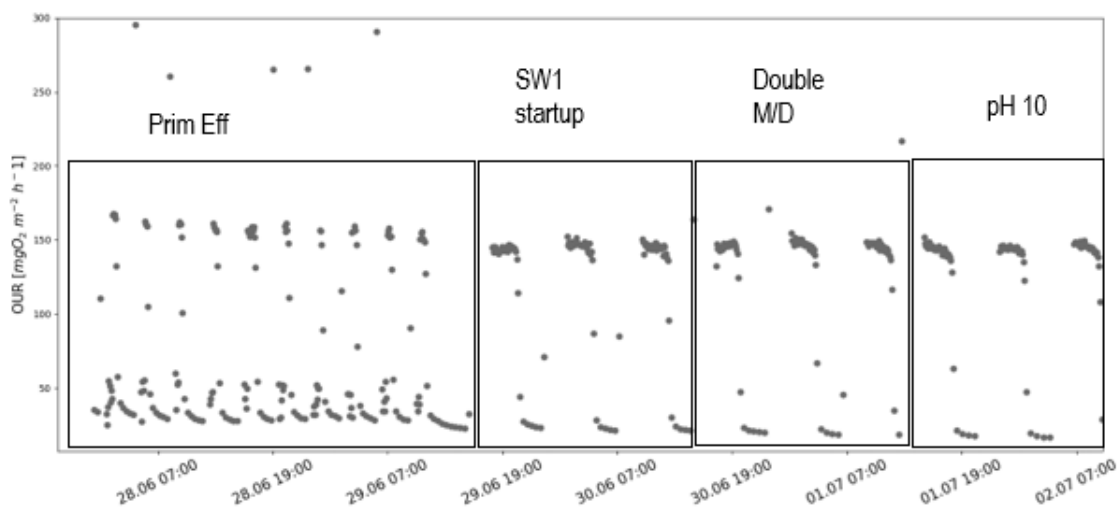 300
250
200
150
100
50
OUR [mgO₂ m⁻² h⁻¹]
Prim Eff
SW1
startup
Double
M/D
pH 10
28.06 07:00
28.06 19:00
29.06 07:00
29.06 19:00
30.06 07:00
30.06 19:00
01.07 07:00
01.07 19:00
02.07 07:00